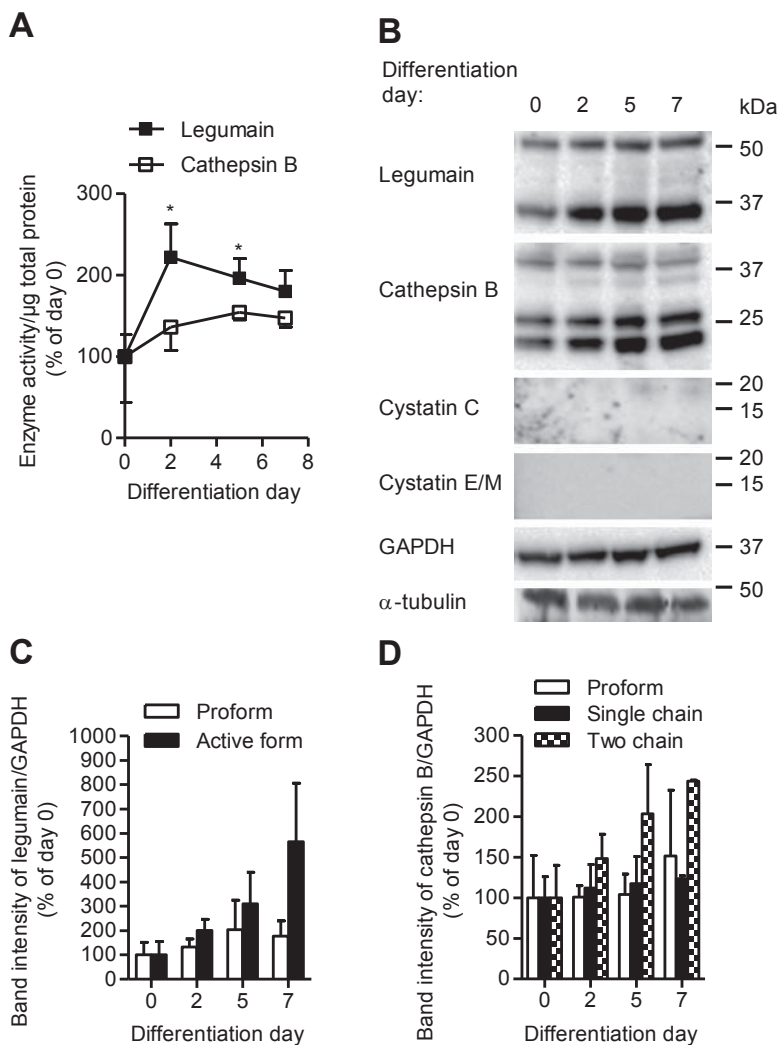 A
Legumain
Cathepsin B
Enzyme activity/µg total protein
(% of day 0)
300
200
100
0
*
*
0 2 4 6 8
Differentiation day
B
Differentiation
day:
0 2 5 7 kDa
Legumain
50
37
Cathepsin B
37
25
Cystatin C
20
15
Cystatin E/M
20
15
GAPDH
37
α-tubulin
50
C
Proform
Active form
Band intensity of legumain/GAPDH
(% of day 0)
1000
900
800
700
600
500
400
300
200
100
0
0 2 5 7
Differentiation day
D
Proform
Single chain
Two chain
Band intensity of cathepsin B/GAPDH
(% of day 0)
300
250
200
150
100
50
0
0 2 5 7
Differentiation day